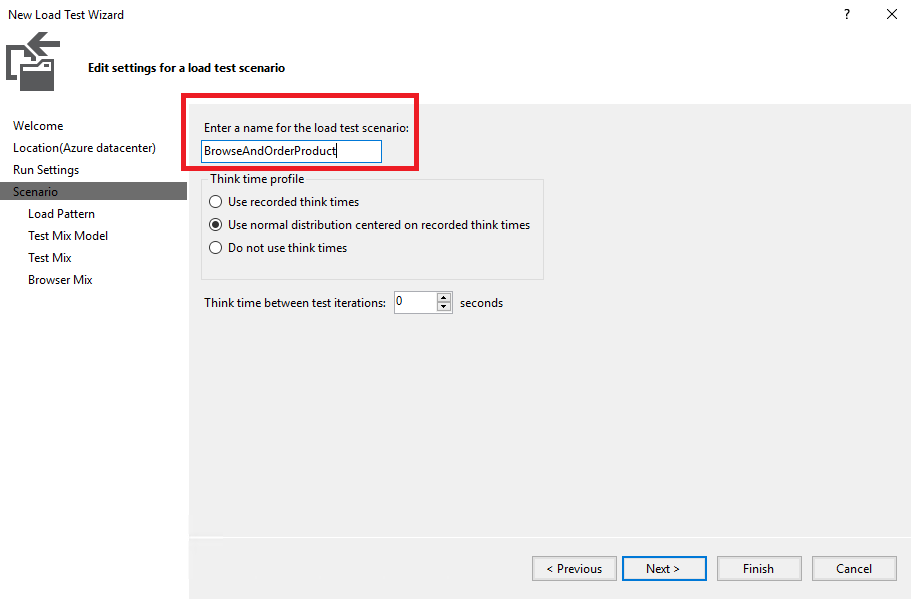 New Load Test Wizard
?
Edit settings for a load test scenario
Welcome
Location(Azure datacenter)
Run Settings
Scenario
Load Pattern
Test Mix Model
Test Mix
Browser Mix
Enter a name for the load test scenario:
BrowseAndOrderProduct
Think time profile
Use recorded think times
Use normal distribution centered on recorded think times
Do not use think times
Think time between test iterations: 0 seconds
< Previous Next > Finish Cancel